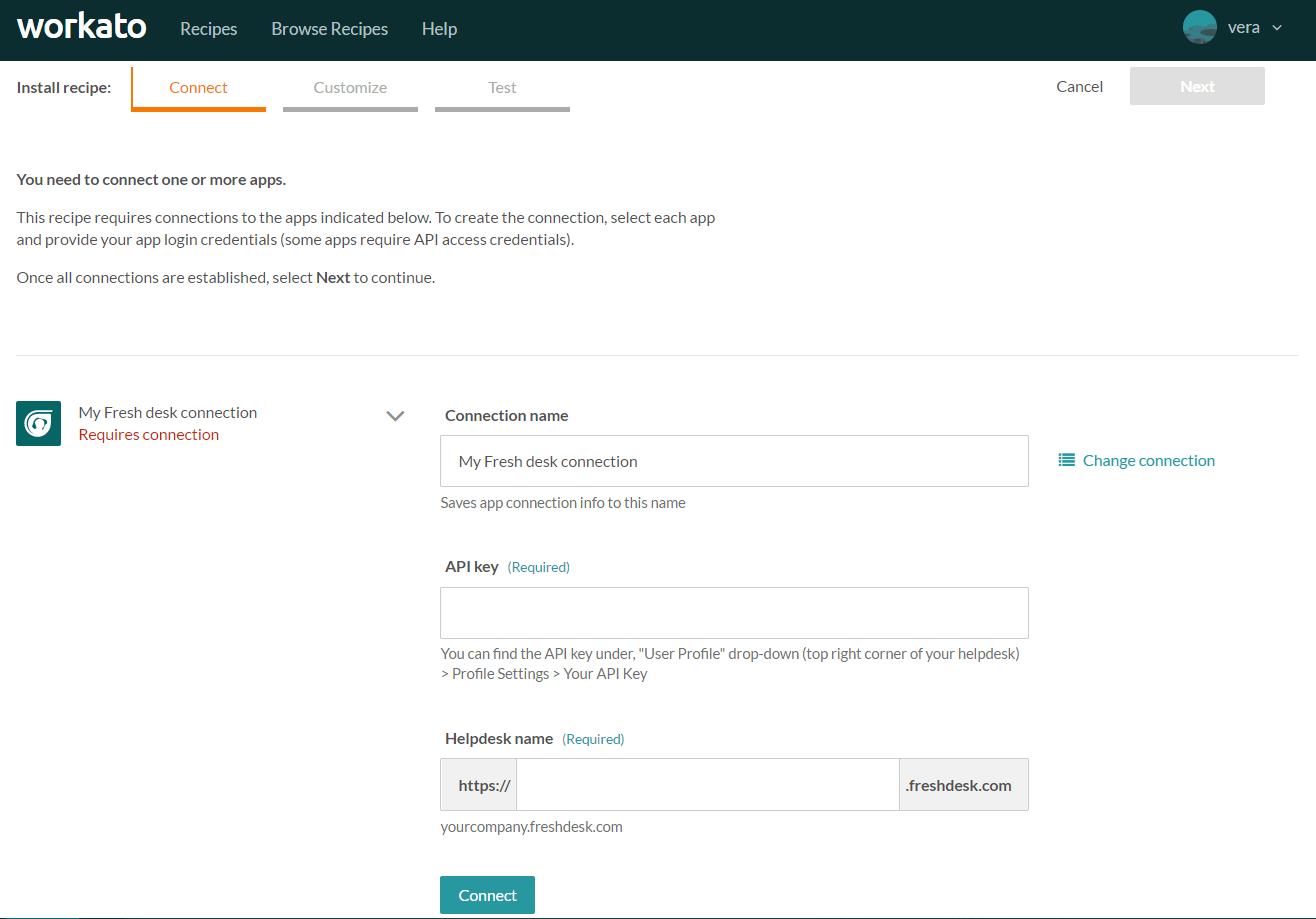 workato Recipes Browse Recipes Help vera
Install recipe: Connect Customize Test Cancel Next
You need to connect one or more apps.
This recipe requires connections to the apps indicated below. To create the connection, select each app
and provide your app login credentials (some apps require API access credentials).
Once all connections are established, select Next to continue.
My Fresh desk connection
Requires connection
Connection name
My Fresh desk connection
Change connection
Saves app connection info to this name
API key (Required)
You can find the API key under, "User Profile" drop-down (top right corner of your helpdesk)
> Profile Settings > Your API Key
Helpdesk name (Required)
https:// .freshdesk.com
yourcompany.freshdesk.com
Connect